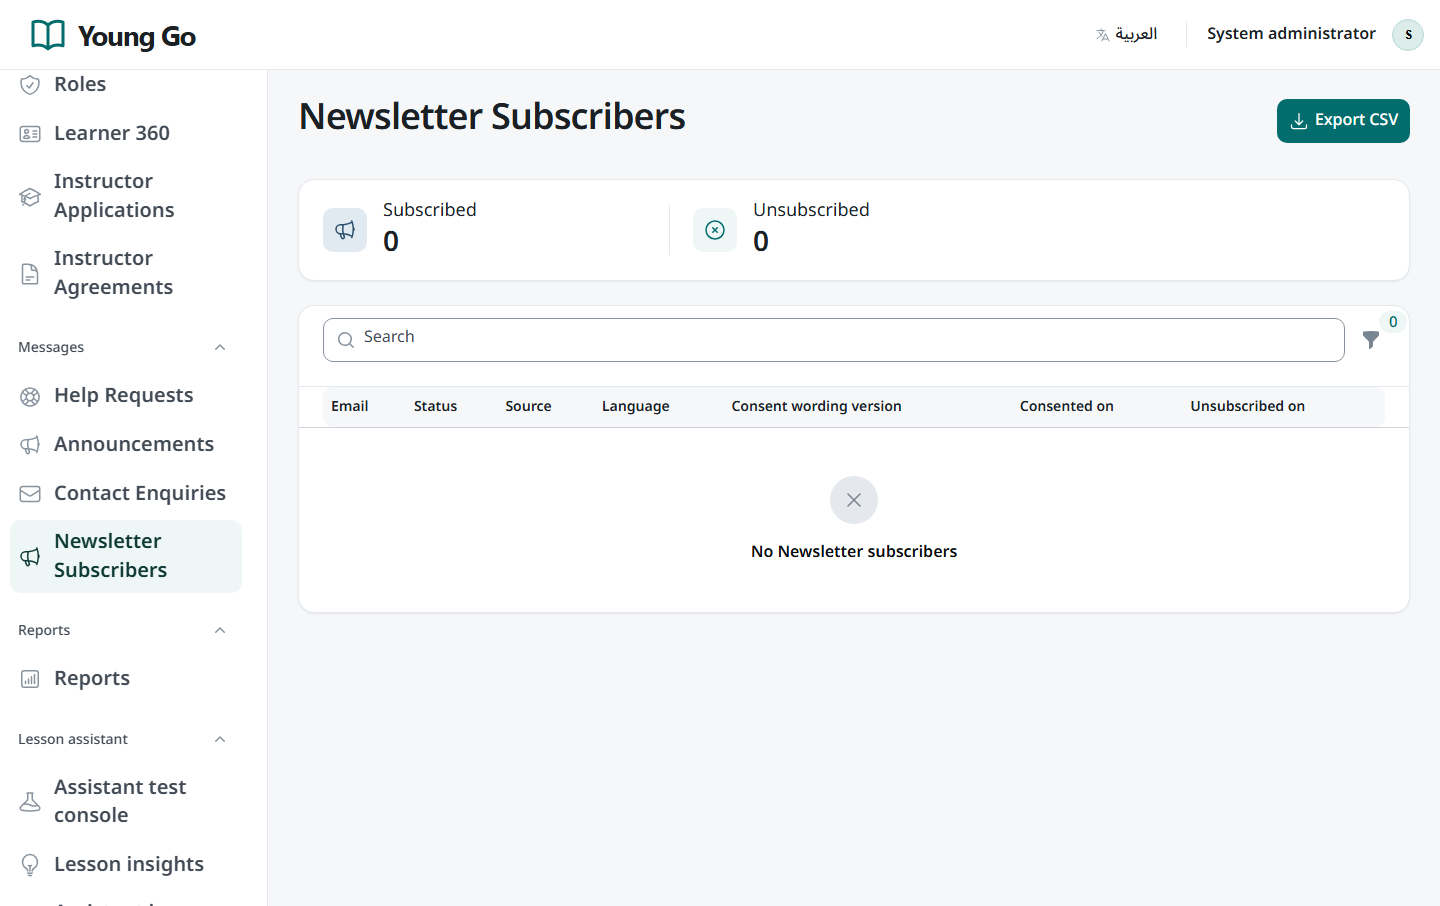 Young Go
العربية
System administrator
S
Roles
Learner 360
Instructor
Applications
Instructor
Agreements
Messages
Help Requests
Announcements
Contact Enquiries
Newsletter
Subscribers
Reports
Reports
Lesson assistant
Assistant test
console
Lesson insights
Newsletter Subscribers
Export CSV
Subscribed
0
Unsubscribed
0
Search
0
Email Status Source Language Consent wording version Consented on Unsubscribed on
No Newsletter subscribers